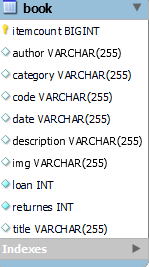 book
itemcount BIGINT
author VARCHAR(255)
category VARCHAR(255)
code VARCHAR(255)
date VARCHAR(255)
description VARCHAR(255)
img VARCHAR(255)
loan INT
returnes INT
title VARCHAR(255)
Indexes